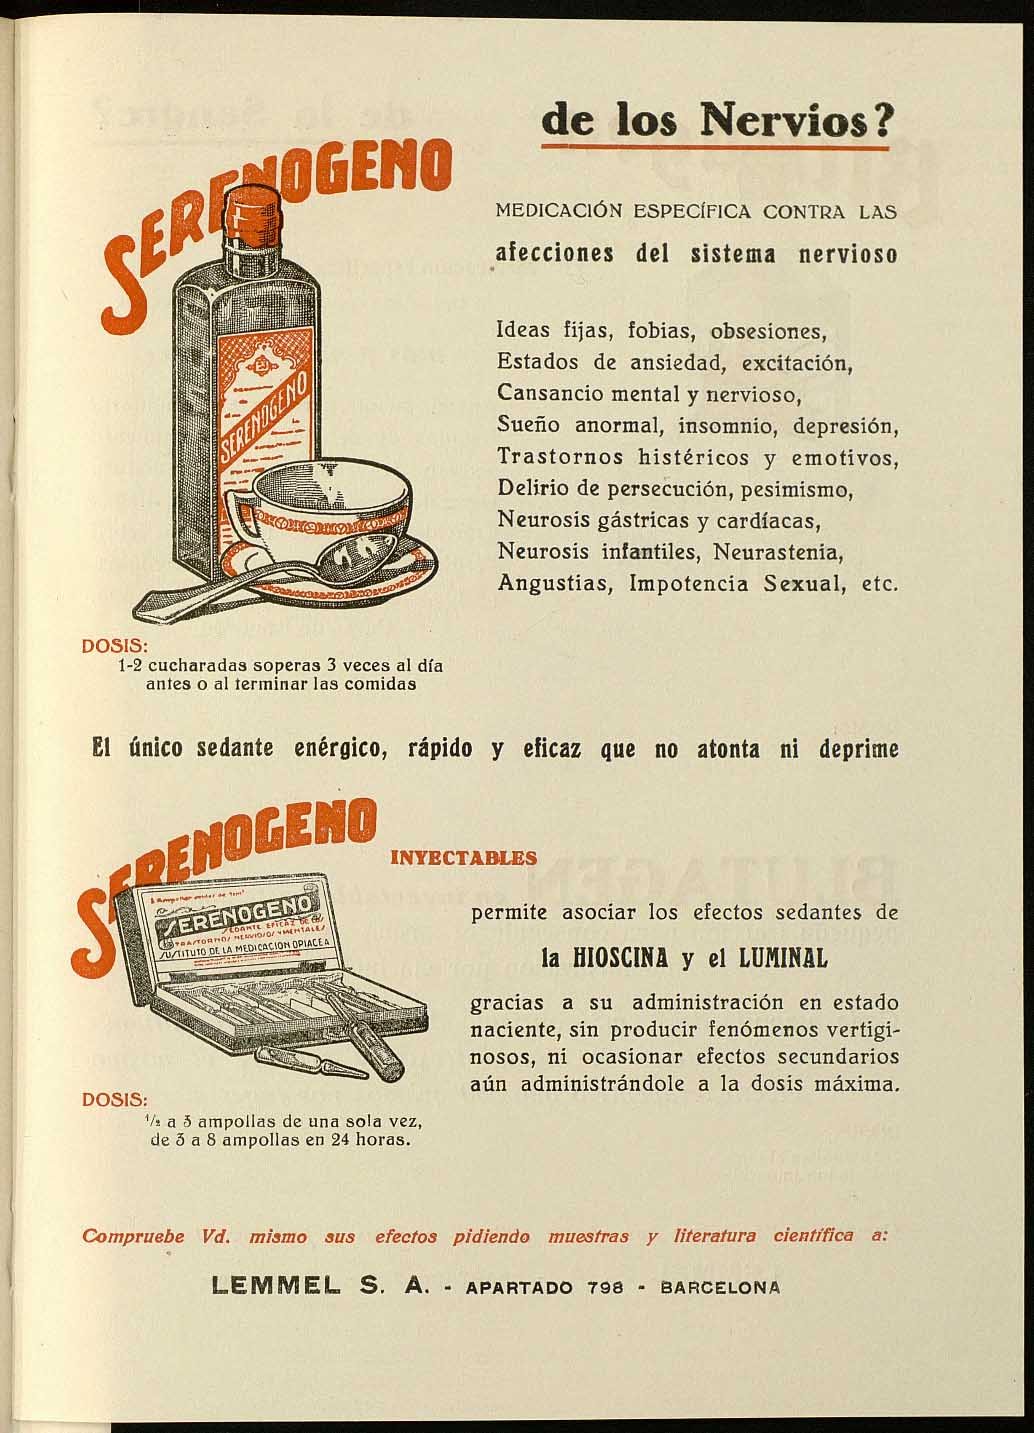 de los Nervios?
SERENOGENO
MEDICACIÓN ESPECÍFICA CONTRA LAS
afecciones del sistema nervioso
Ideas fijas, fobias, obsesiones,
Estados de ansiedad, excitación,
Cansancio mental y nervioso,
Sueño anormal, insomnio, depresión,
Trastornos histéricos y emotivos,
Delirio de persecución, pesimismo,
Neurosis gástricas y cardíacas,
Neurosis infantiles, Neurastenia,
Angustias, Impotencia Sexual, etc.
SERENOGENO
DOSIS:
1-2 cucharadas soperas 3 veces al día
antes o al terminar las comidas
El único sedante enérgico, rápido y eficaz que no atonta ni deprime
SERENOGENO
INYECTABLES
SERENOGENO
SEDANTE EFICAZ DE
TRASTORNOS NERVIOSOS Y MENTALES
SUSTITUTO DE LA MEDICACION OPIACEA
permite asociar los efectos sedantes de
la HIOSCINA y el LUMINAL
gracias a su administración en estado
naciente, sin producir fenómenos vertigi-
nosos, ni ocasionar efectos secundarios
aún administrándole a la dosis máxima.
DOSIS:
1/2 a 3 ampollas de una sola vez,
de 3 a 8 ampollas en 24 horas.
Compruebe Vd. mismo sus efectos pidiendo muestras y literatura científica a:
LEMMEL S. A. - APARTADO 798 - BARCELONA